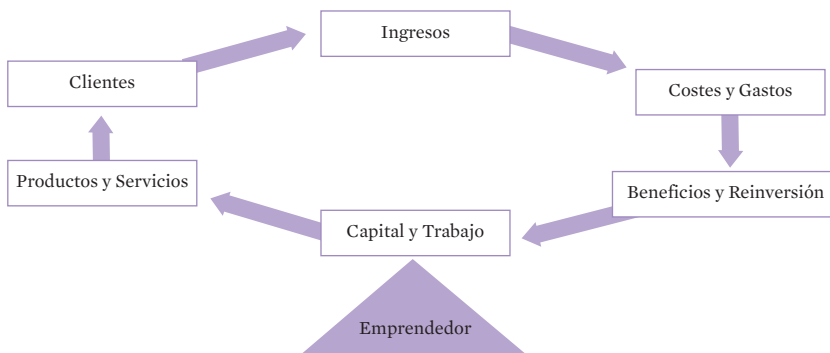 Ingresos
Clientes
Costes y Gastos
Productos y Servicios
Beneficios y Reinversión
Capital y Trabajo
Emprendedor